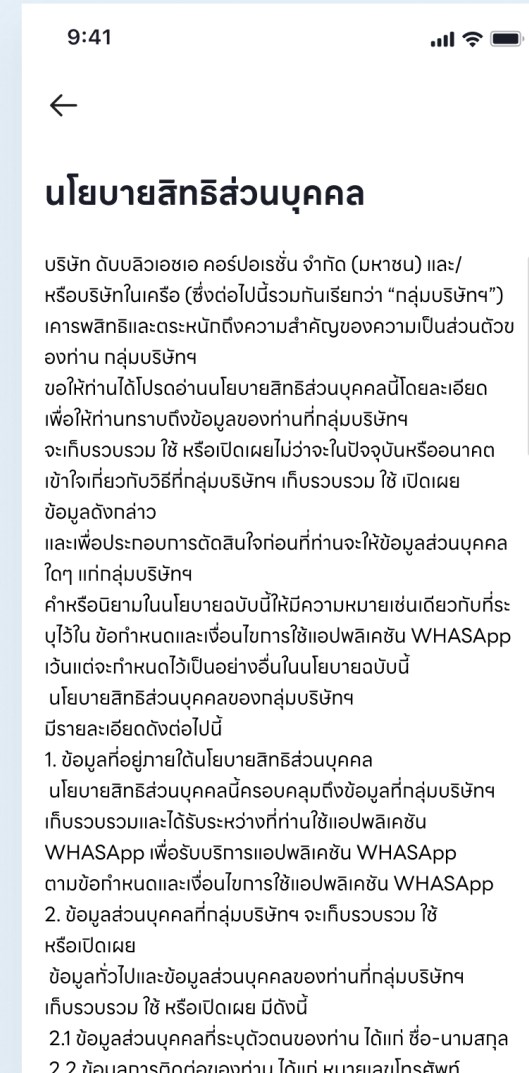 9:41
นโยบายสิทธิส่วนบุคคล
บริษัท ดับบลิวเอชเอ คอร์ปอเรชั่น จำกัด (มหาชน) และ/
หรือบริษัทในเครือ (ซึ่งต่อไปนี้รวมกันเรียกว่า “กลุ่มบริษัทฯ”)
เคารพสิทธิและตระหนักถึงความสำคัญของความเป็นส่วนตัวข
องท่าน กลุ่มบริษัทฯ
ขอให้ท่านได้โปรดอ่านนโยบายสิทธิส่วนบุคคลนี้โดยละเอียด
เพื่อให้ท่านทราบถึงข้อมูลของท่านที่กลุ่มบริษัทฯ
จะเก็บรวบรวม ใช้ หรือเปิดเผยไม่ว่าจะในปัจจุบันหรืออนาคต
เข้าใจเกี่ยวกับวิธีที่กลุ่มบริษัทฯ เก็บรวบรวม ใช้ เปิดเผย
ข้อมูลดังกล่าว
และเพื่อประกอบการตัดสินใจก่อนที่ท่านจะให้ข้อมูลส่วนบุคคล
ใดๆ แก่กลุ่มบริษัทฯ
คำหรือนิยามในนโยบายฉบับนี้ให้มีความหมายเช่นเดียวกับที่ระ
บุไว้ใน ข้อกำหนดและเงื่อนไขการใช้แอปพลิเคชัน WHASApp
เว้นแต่จะกำหนดไว้เป็นอย่างอื่นในนโยบายฉบับนี้
นโยบายสิทธิส่วนบุคคลของกลุ่มบริษัทฯ
มีรายละเอียดดังต่อไปนี้
1. ข้อมูลที่อยู่ภายใต้นโยบายสิทธิส่วนบุคคล
นโยบายสิทธิส่วนบุคคลนี้ครอบคลุมถึงข้อมูลที่กลุ่มบริษัทฯ
เก็บรวบรวมและได้รับระหว่างที่ท่านใช้แอปพลิเคชัน
WHASApp เพื่อรับบริการแอปพลิเคชัน WHASApp
ตามข้อกำหนดและเงื่อนไขการใช้แอปพลิเคชัน WHASApp
2. ข้อมูลส่วนบุคคลที่กลุ่มบริษัทฯ จะเก็บรวบรวม ใช้
หรือเปิดเผย
ข้อมูลทั่วไปและข้อมูลส่วนบุคคลของท่านที่กลุ่มบริษัทฯ
เก็บรวบรวม ใช้ หรือเปิดเผย มีดังนี้
2.1 ข้อมูลส่วนบุคคลที่ระบุตัวตนของท่าน ได้แก่ ชื่อ-นามสกุล
2.2 ข้อมูลการติดต่อของท่าน ได้แก่ หมายเลขโทรศัพท์